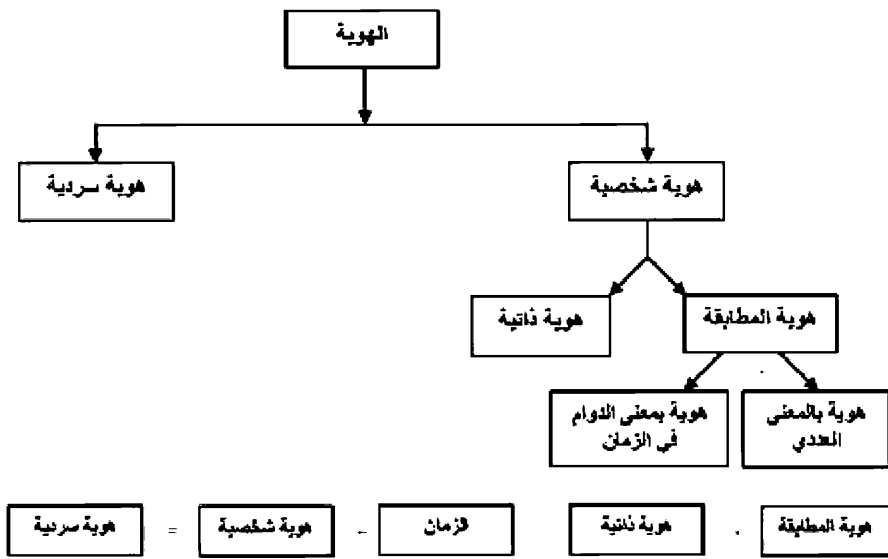 الهوية
هوية شخصية
هوية سردية
هوية المطابقة
هوية ذاتية
هوية بالمعنى
العددي
هوية بمعنى الدوام
في الزمان
هوية المطابقة . هوية ذاتية
الزمان - هوية شخصية = هوية سردية